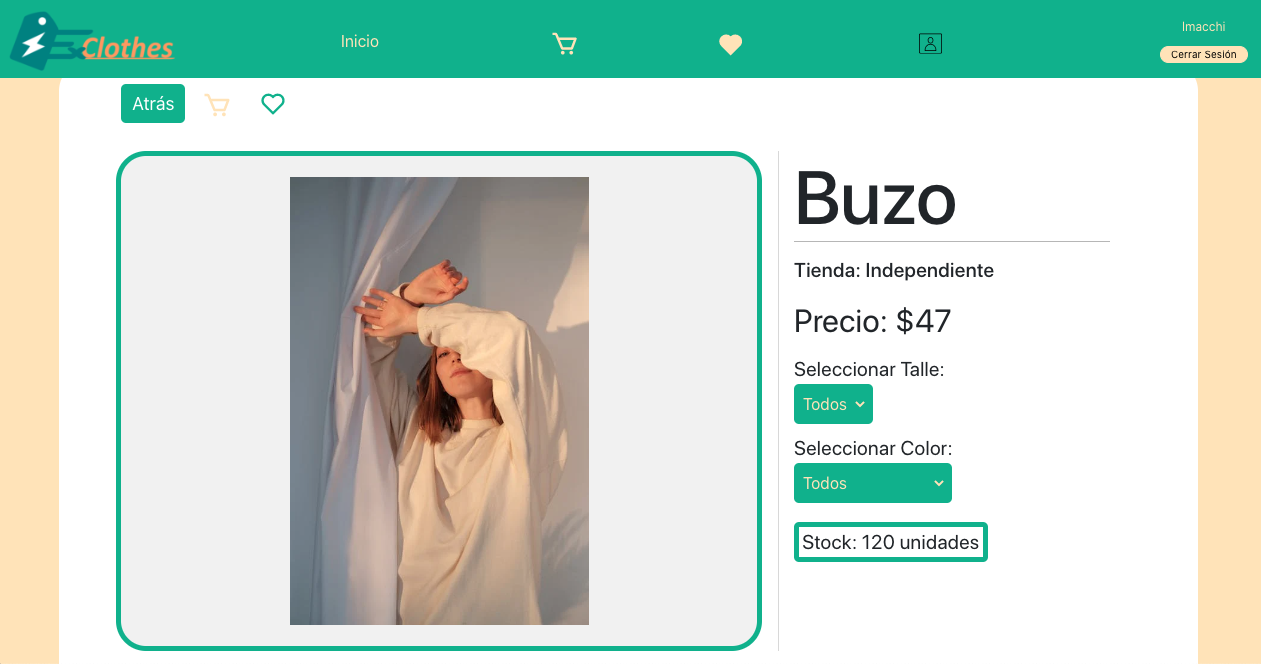 Clothes
Inicio
lmacchi
Cerrar Sesión
Atrás
Buzo
Tienda: Independiente
Precio: $47
Seleccionar Talle:
Todos
Seleccionar Color:
Todos
Stock: 120 unidades